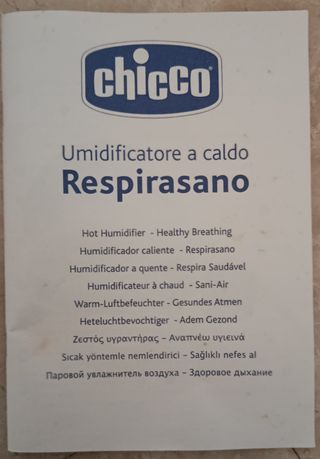 chicco
Umidificatore a caldo
Respirasano
Hot Humidifier - Healthy Breathing
Humidificador caliente - Respirasano
Humidificador a quente - Respira Saudável
Humidificateur à chaud - Sani-Air
Warm-Luftbefeuchter - Gesundes Atmen
Heteluchtbevochtiger - Adem Gezond
Ζεστός υγραντήρας - Αναπνέω υγιεινά
Sıcak yöntemle nemlendirici - Sağlıklı nefes al
Паровой увлажнитель воздуха - Здоровое дыхание